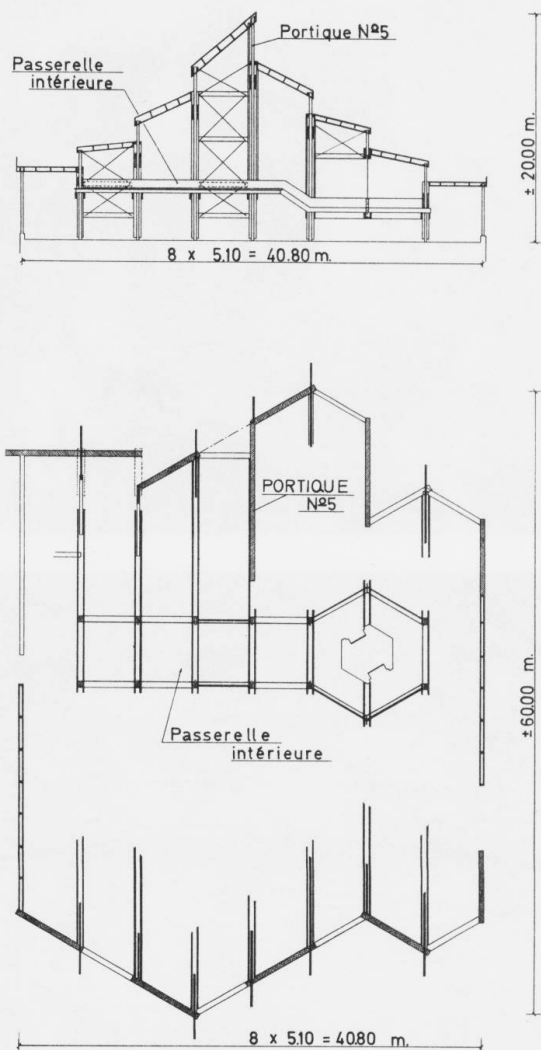 Portique Nº5
Passerelle
intérieure
± 20.00 m.
8 x 5.10 = 40.80 m.
PORTIQUE
Nº5
Passerelle
intérieure
± 60.00 m.
8 x 5.10 = 40.80 m.